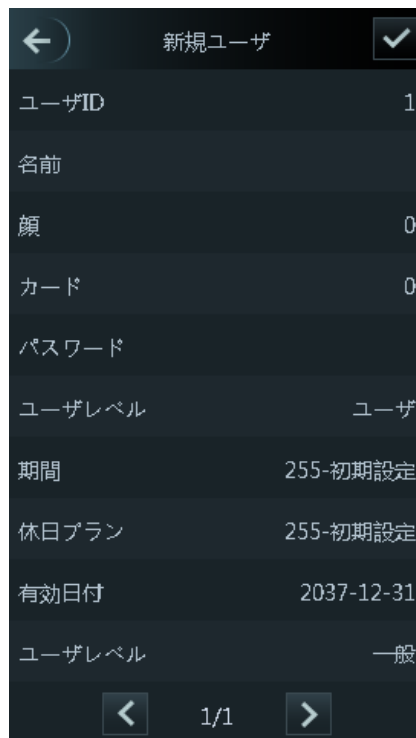 新規ユーザ
ユーザID 1
名前
顔 0
カード 0
パスワード
ユーザレベル ユーザ
期間 255-初期設定
休日プラン 255-初期設定
有効日付 2037-12-31
ユーザレベル 一般
1/1